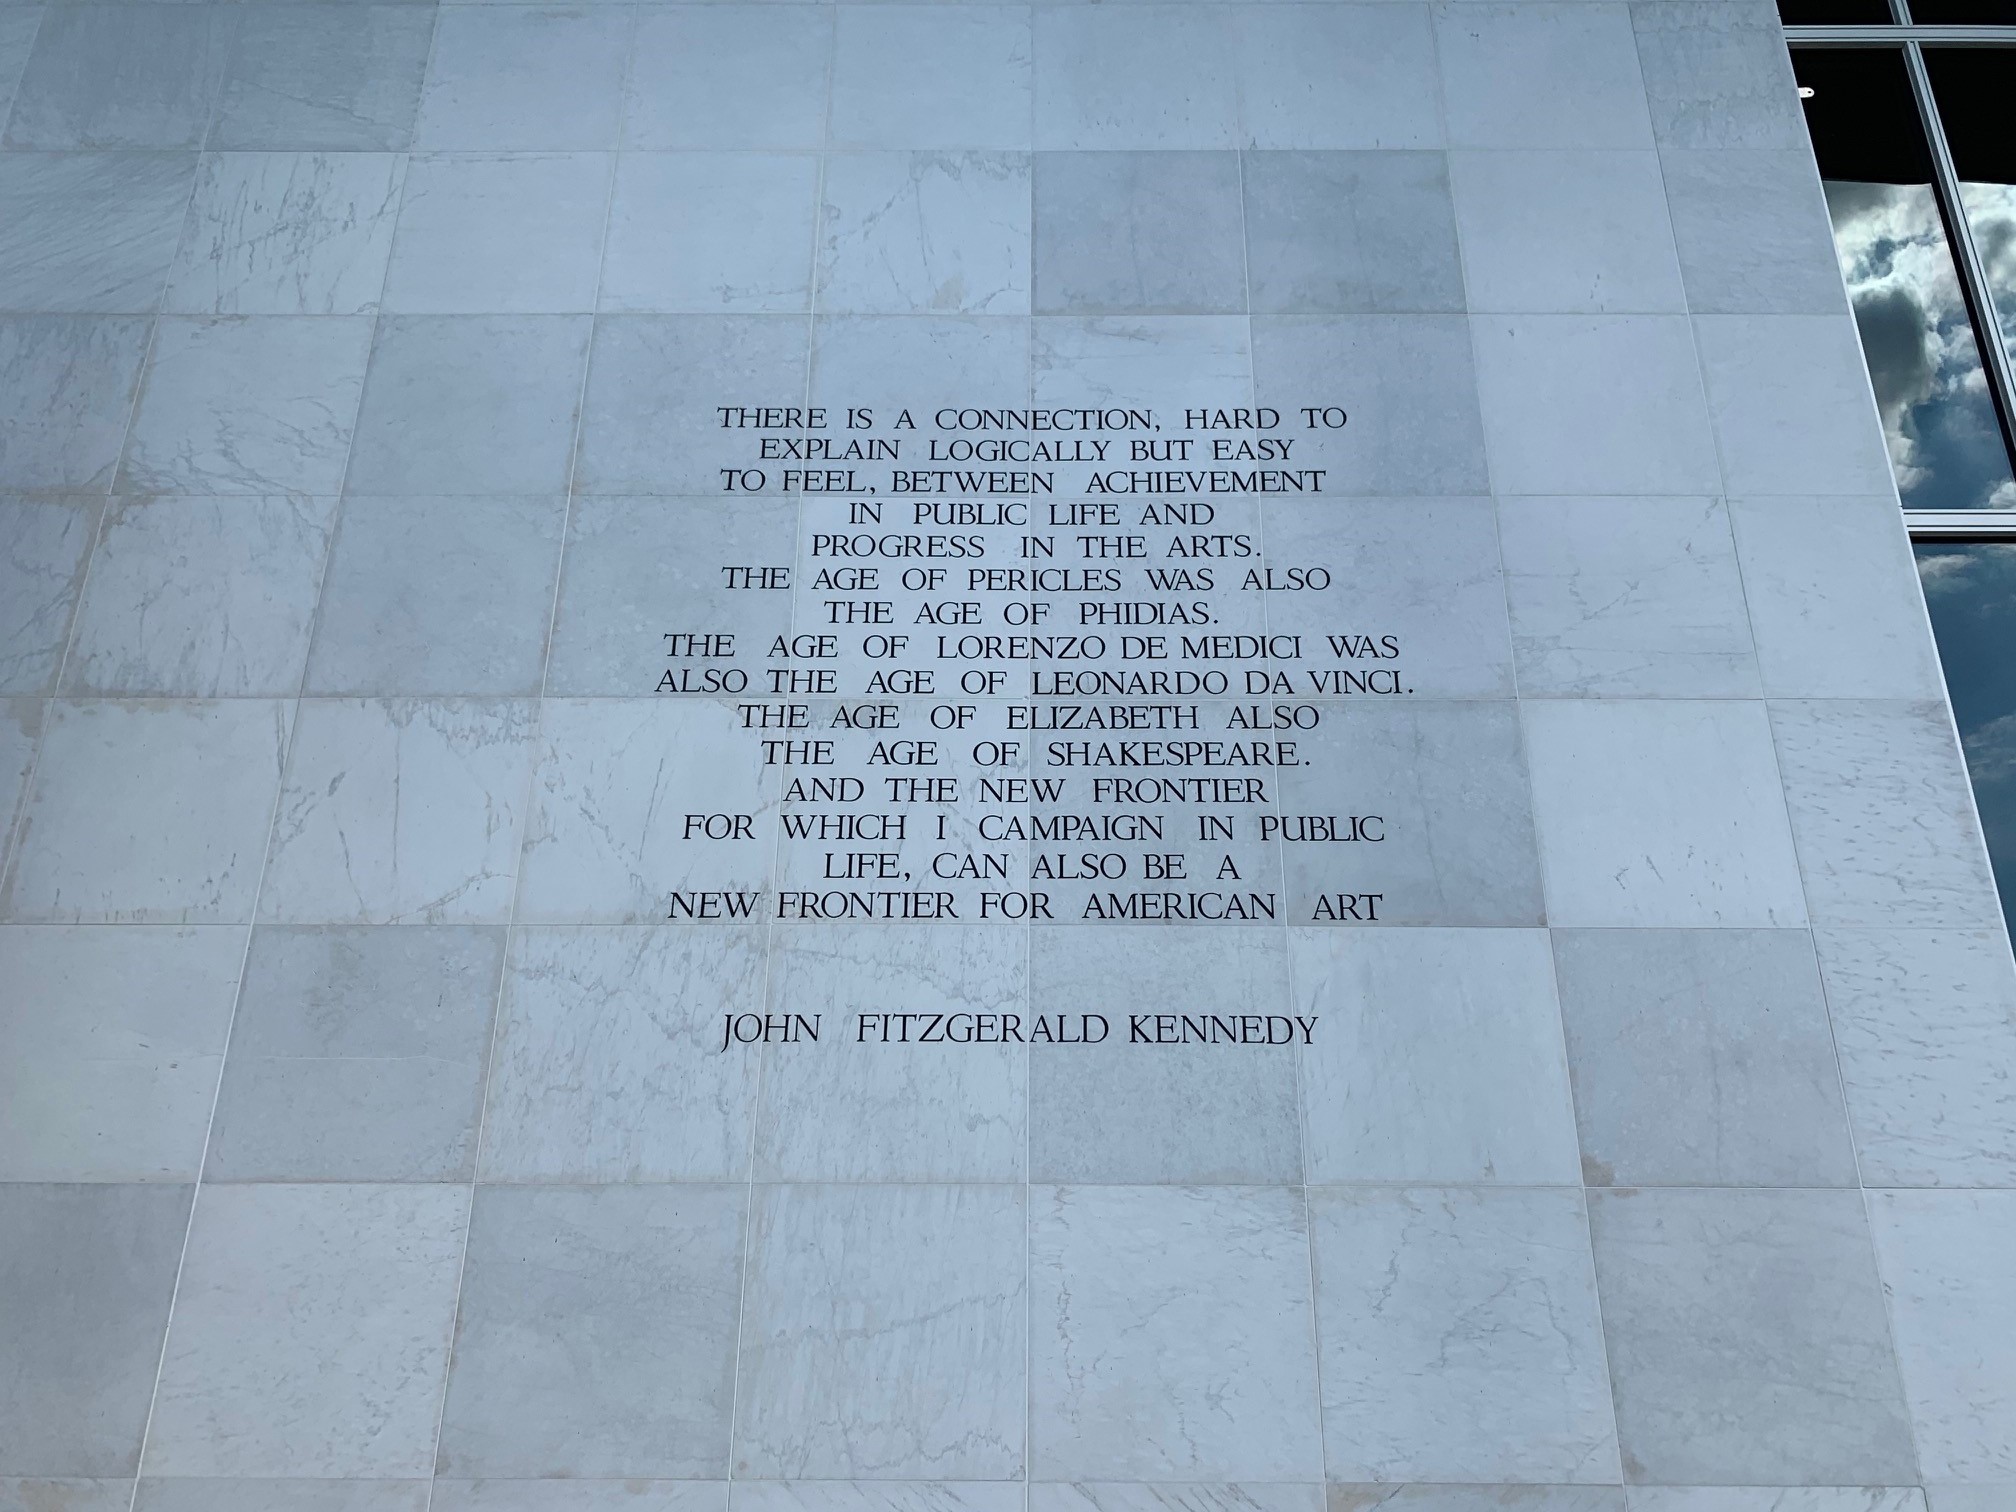 THERE IS A CONNECTION, HARD TO
EXPLAIN LOGICALLY BUT EASY
TO FEEL, BETWEEN ACHIEVEMENT
IN PUBLIC LIFE AND
PROGRESS IN THE ARTS.
THE AGE OF PERICLES WAS ALSO
THE AGE OF PHIDIAS.
THE AGE OF LORENZO DE MEDICI WAS
ALSO THE AGE OF LEONARDO DA VINCI.
THE AGE OF ELIZABETH ALSO
THE AGE OF SHAKESPEARE.
AND THE NEW FRONTIER
FOR WHICH I CAMPAIGN IN PUBLIC
LIFE, CAN ALSO BE A
NEW FRONTIER FOR AMERICAN ART
JOHN FITZGERALD KENNEDY